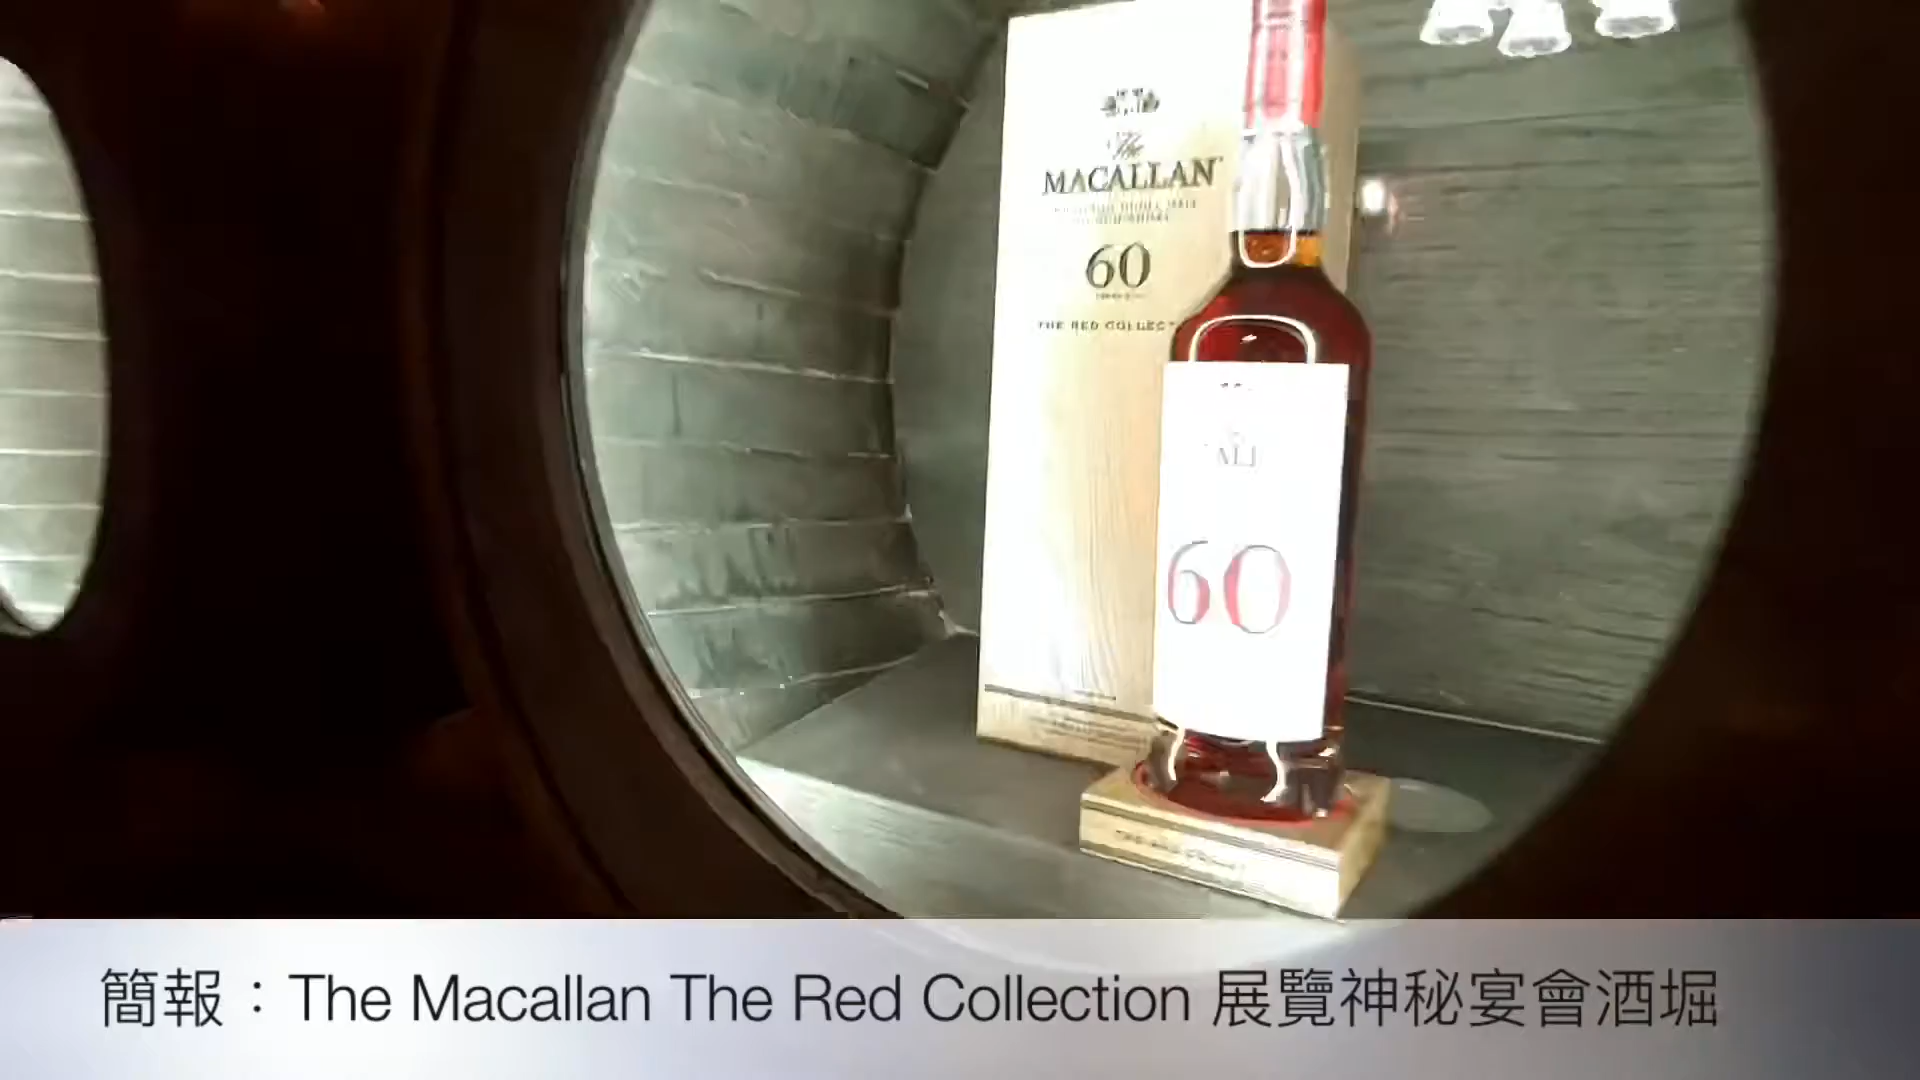 The
MACALLAN
60
THE RED COLLECT
ALL
60
簡報：The Macallan The Red Collection 展覽神秘宴會酒堀